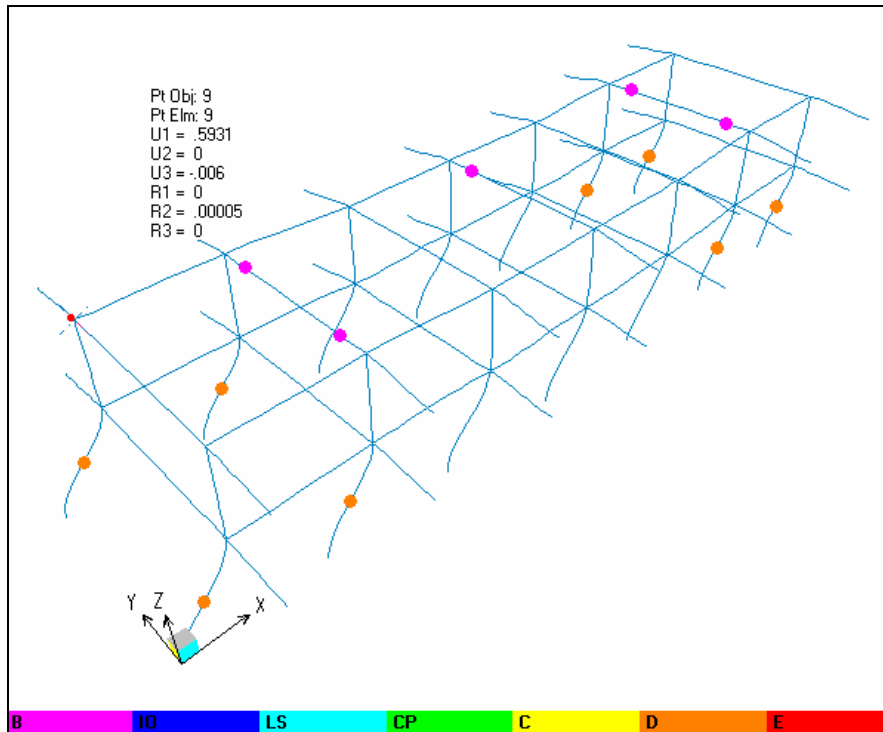 Pt Obj: 9
Pt Elm: 9
U1 = .5931
U2 = 0
U3 = -.006
R1 = 0
R2 = .00005
R3 = 0
Y Z X
B IO LS CP C D E